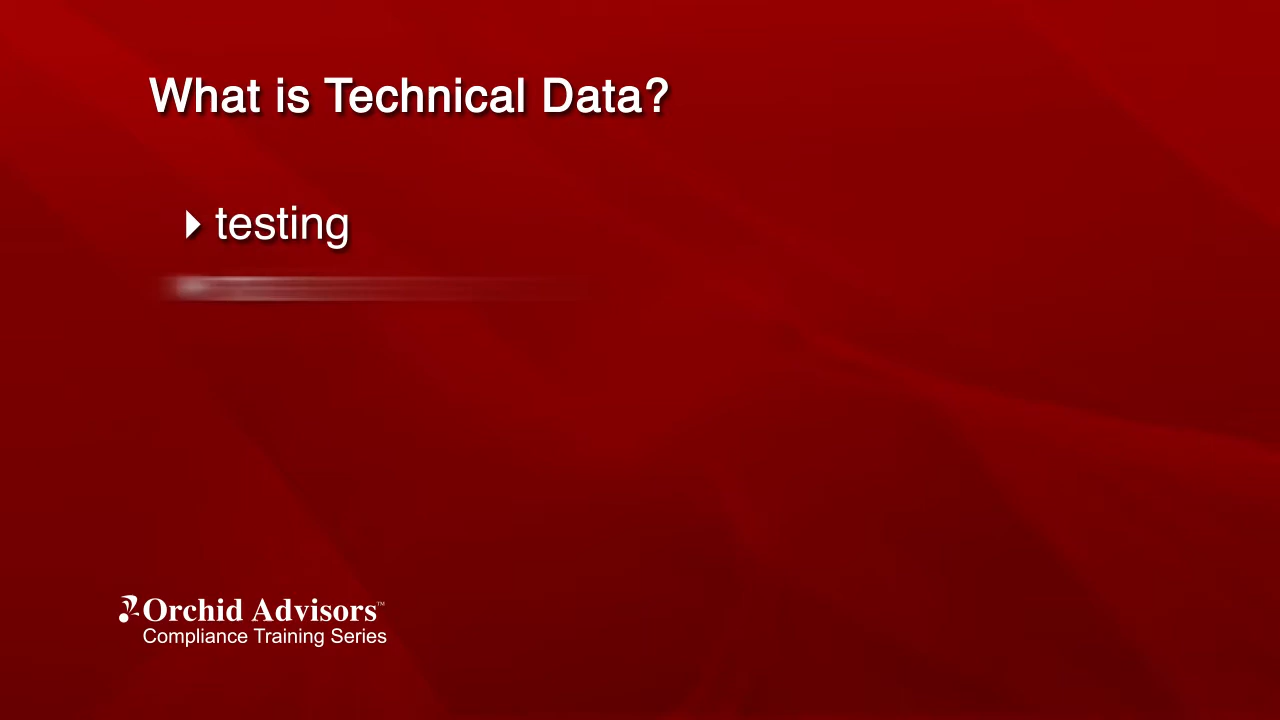 What is Technical Data?
testing
Orchid Advisors™
Compliance Training Series